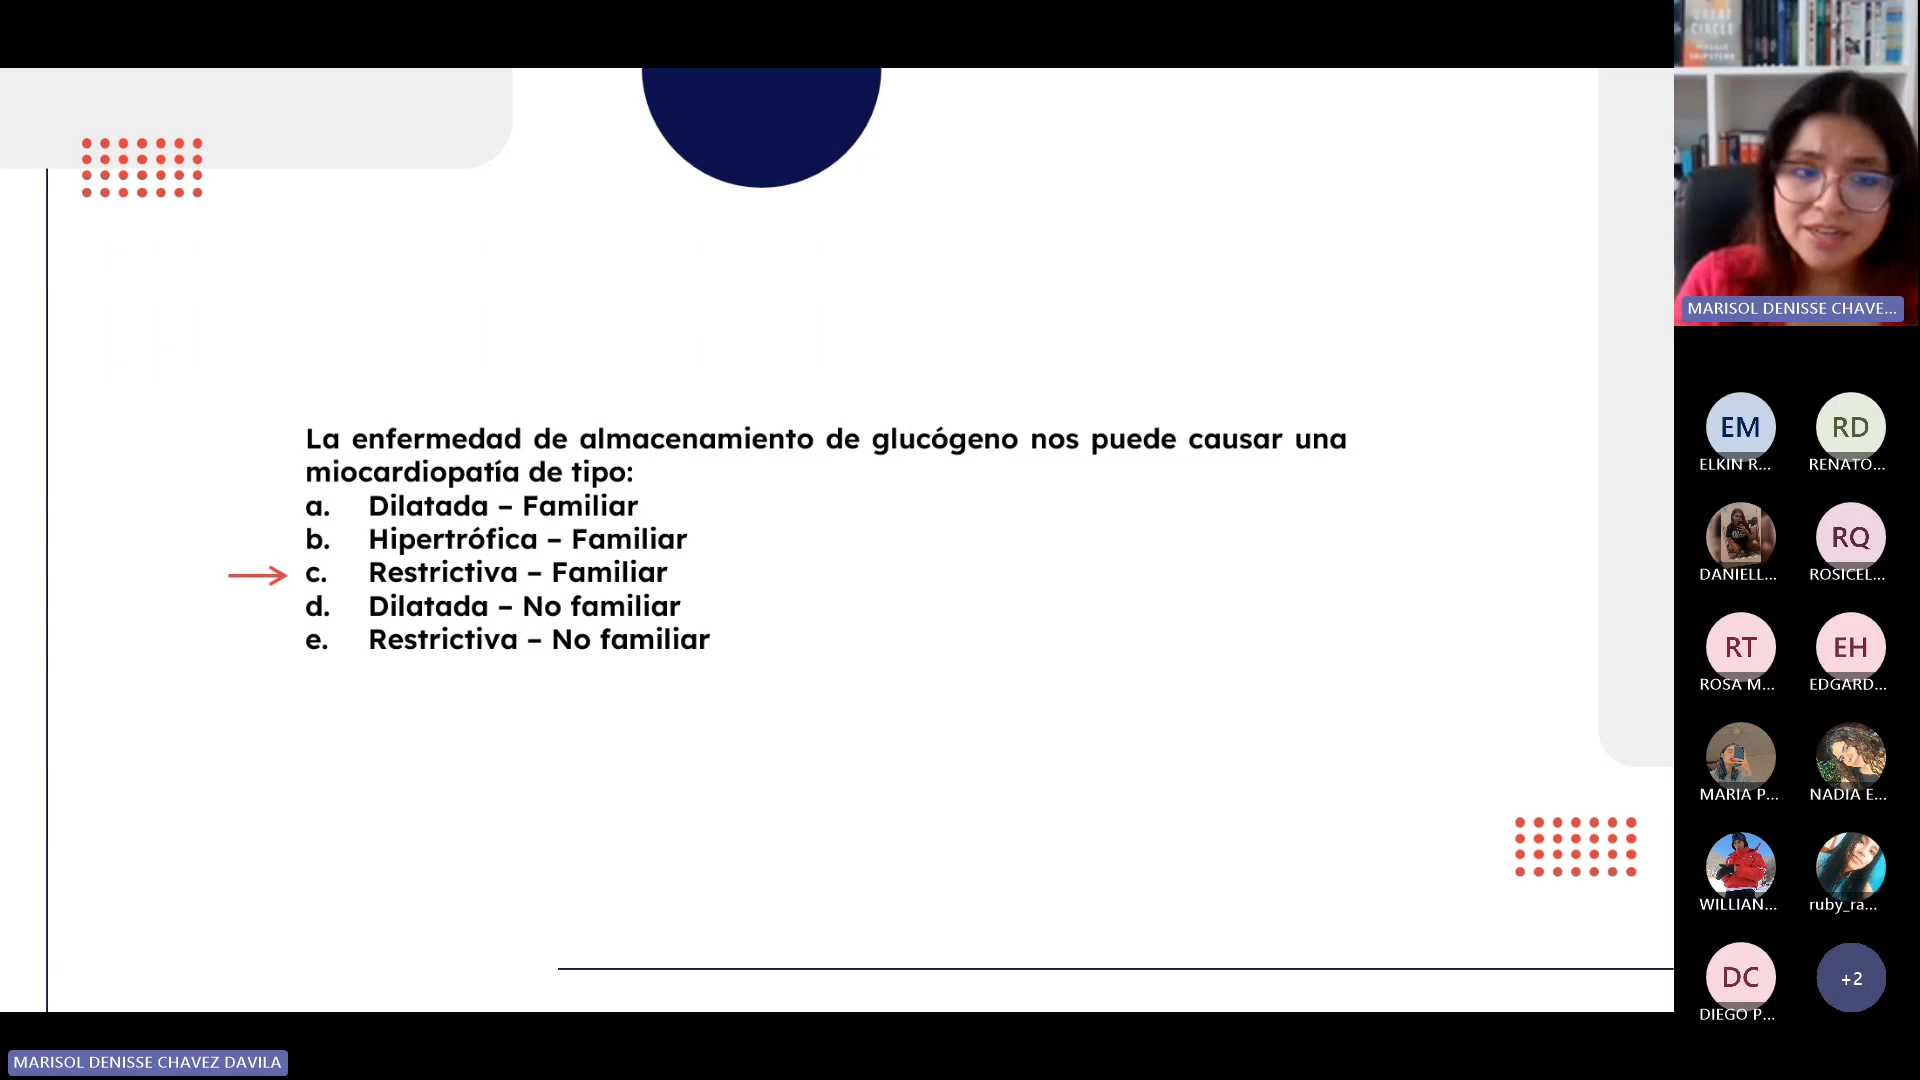 GREAT
CIRCLE
MARISOL DENISSE CHAVE...
La enfermedad de almacenamiento de glucógeno nos puede causar una
miocardiopatía de tipo:
a. Dilatada – Familiar
b. Hipertrófica – Familiar
c. Restrictiva – Familiar
d. Dilatada – No familiar
e. Restrictiva – No familiar
EM
RD
ELKIN R...
RENATO...
RQ
DANIELL...
ROSICEL...
RT
EH
ROSA M...
EDGARD...
MARIA P...
NADIA E...
WILLIAN...
ruby_ra...
DC
+2
DIEGO P...
MARISOL DENISSE CHAVEZ DAVILA